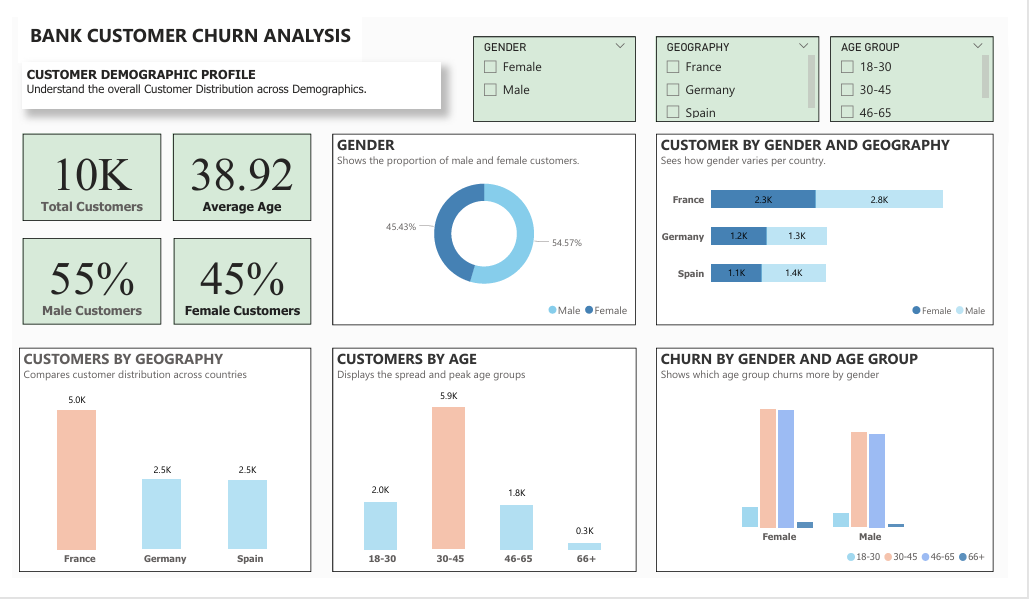 BANK CUSTOMER CHURN ANALYSIS
CUSTOMER DEMOGRAPHIC PROFILE
Understand the overall Customer Distribution across Demographics.
GENDER
Female
Male
GEOGRAPHY
France
Germany
Spain
AGE GROUP
18-30
30-45
46-65
10K
Total Customers
38.92
Average Age
55%
Male Customers
45%
Female Customers
GENDER
Shows the proportion of male and female customers.
45.43%
54.57%
Male Female
CUSTOMER BY GENDER AND GEOGRAPHY
Sees how gender varies per country.
France 2.3K 2.8K
Germany 1.2K 1.3K
Spain 1.1K 1.4K
Female Male
CUSTOMERS BY GEOGRAPHY
Compares customer distribution across countries
5.0K
2.5K 2.5K
France Germany Spain
CUSTOMERS BY AGE
Displays the spread and peak age groups
5.9K
2.0K
1.8K
0.3K
18-30 30-45 46-65 66+
CHURN BY GENDER AND AGE GROUP
Shows which age group churns more by gender
Female Male
18-30 30-45 46-65 66+